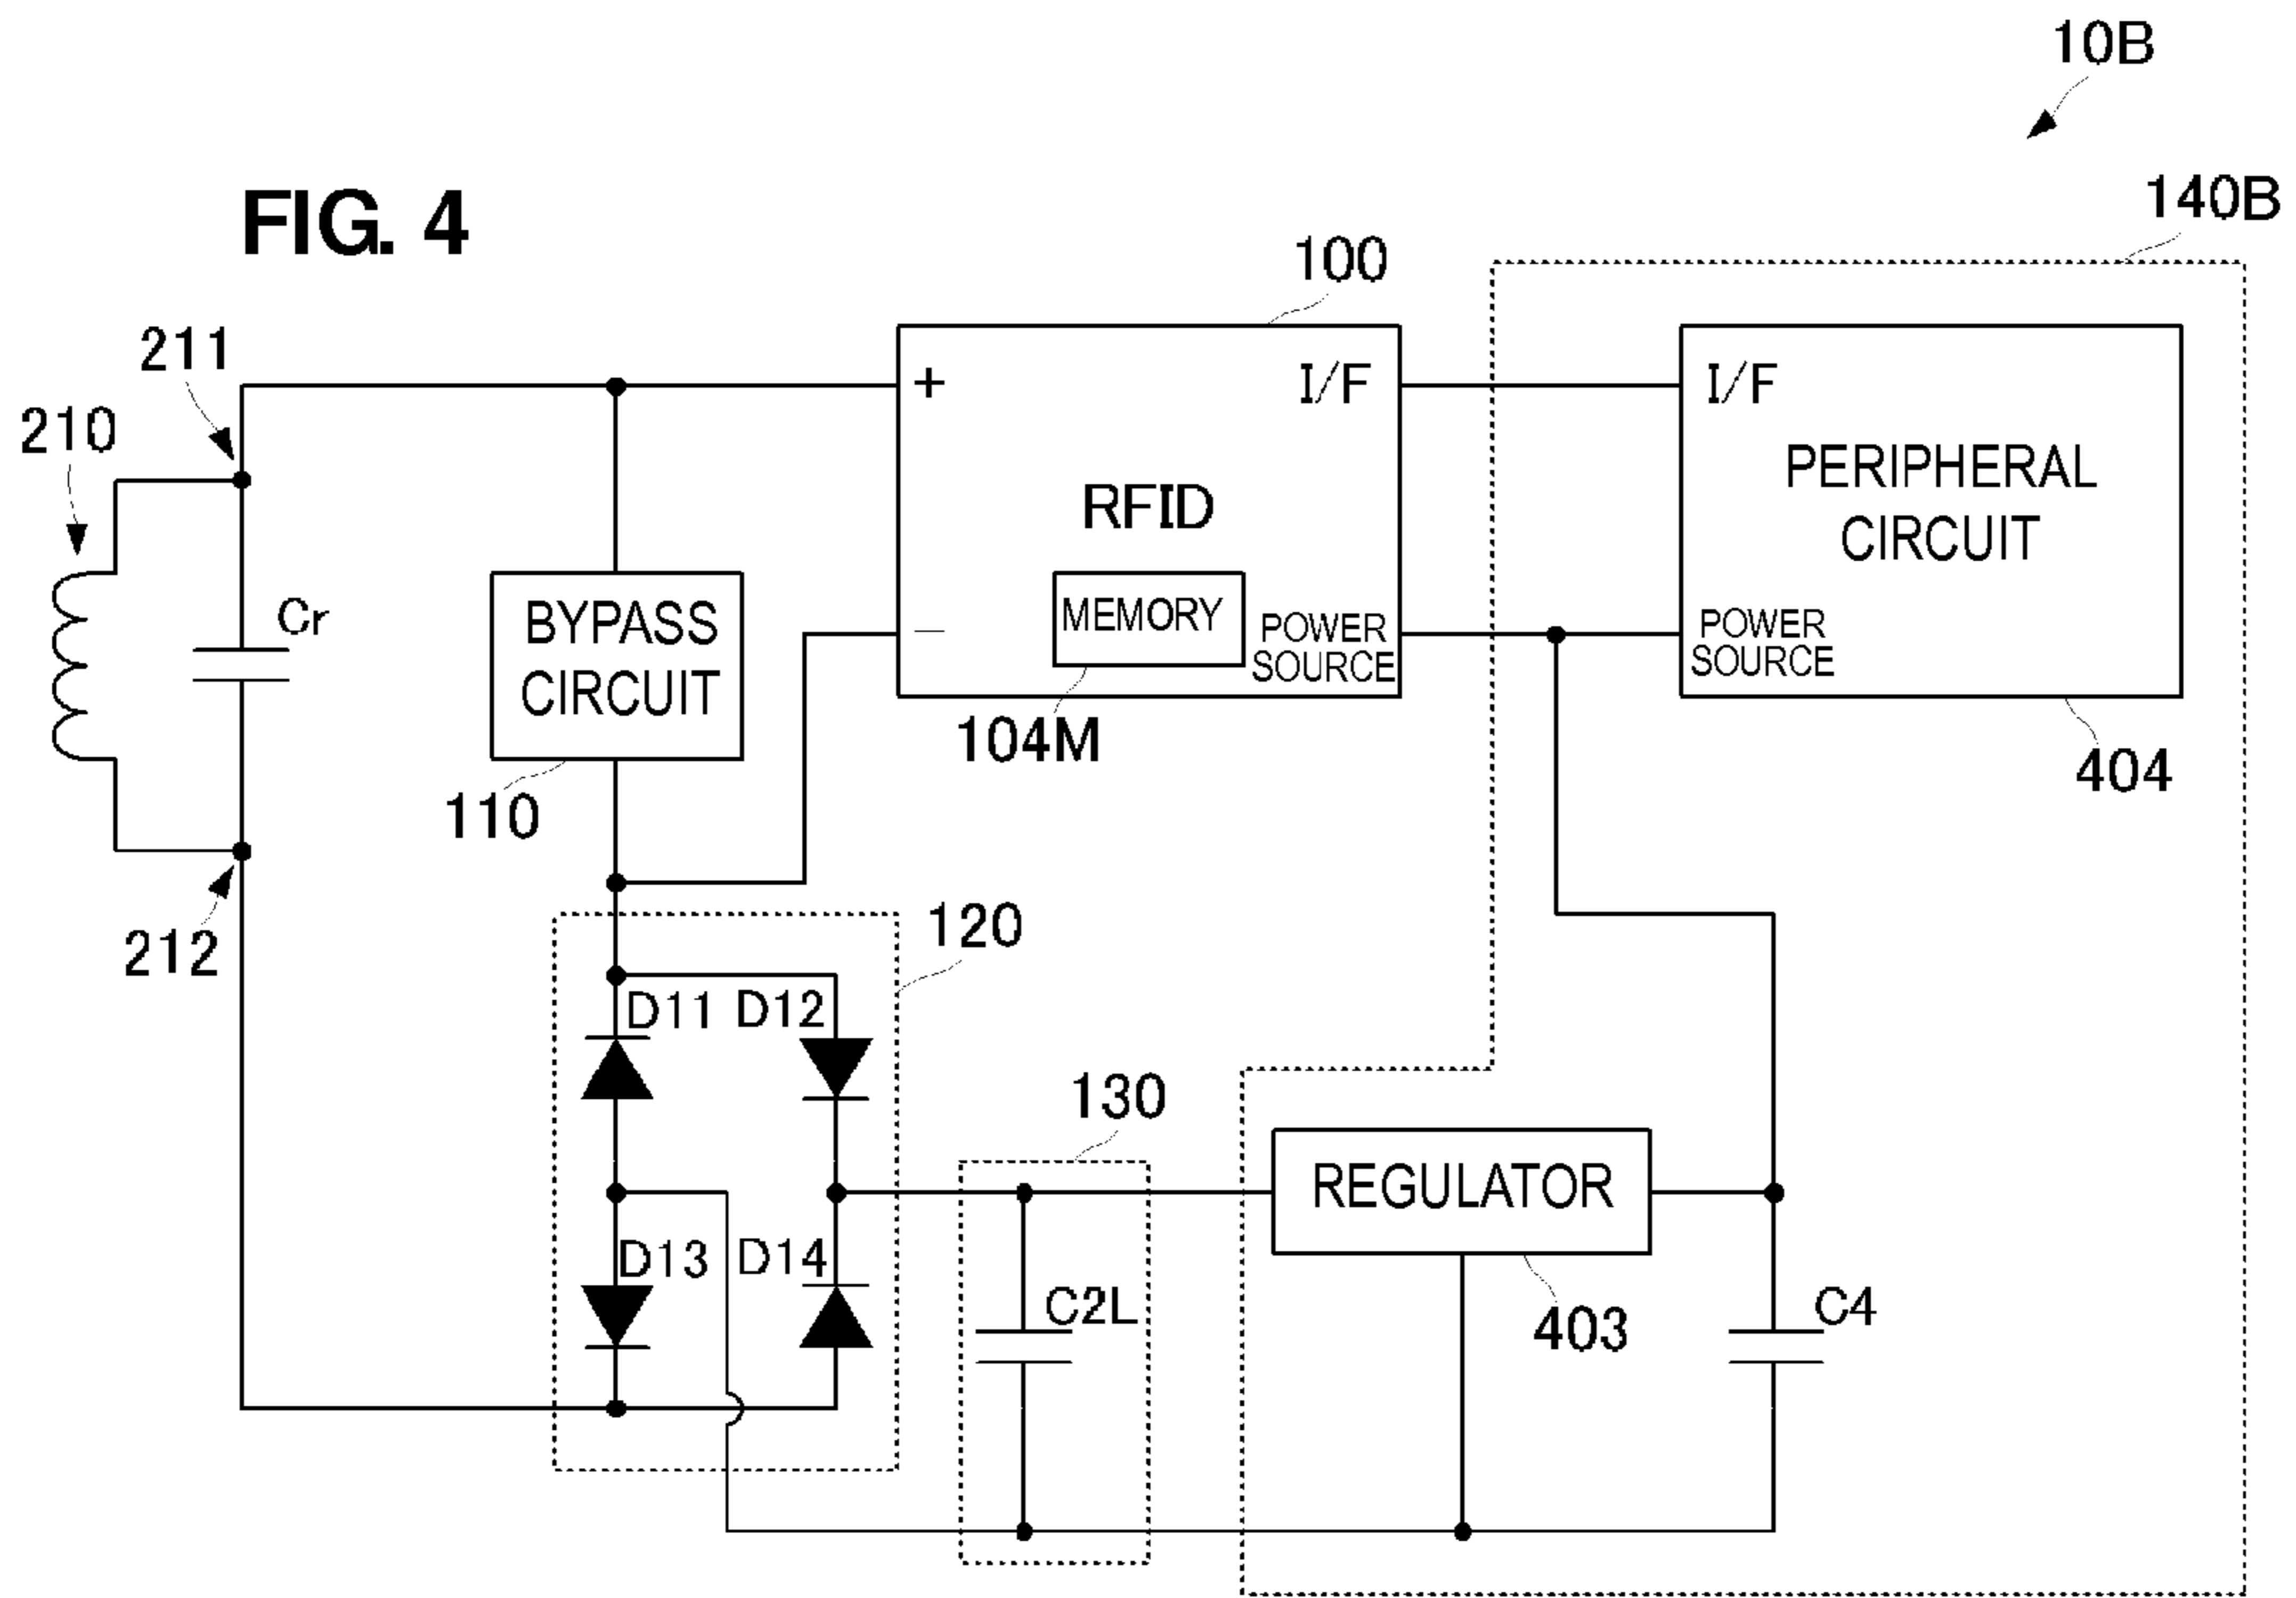 10B
140B
FIG. 4
100
211
+
I/F
I/F
210
PERIPHERAL
CIRCUIT
RFID
Cr
BYPASS
CIRCUIT
—
MEMORY
POWER
SOURCE
POWER
SOURCE
104M
404
110
212
120
D11
D12
130
REGULATOR
D13
D14
C2L
403
C4